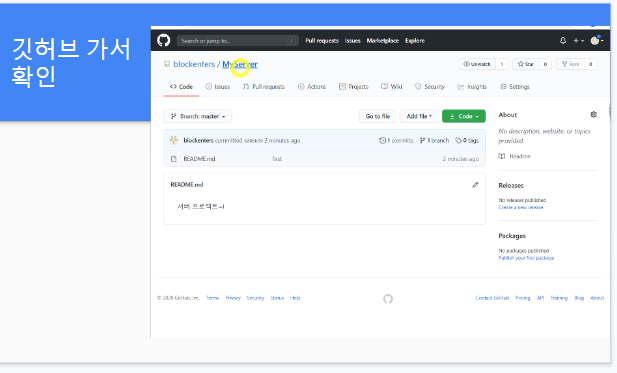 깃허브 가서
확인
Search or jump to...
/
Pull requests Issues Marketplace Explore
blockenters / MyServer
Unwatch 1 Star 0 Fork 0
Code Issues Pull requests Actions Projects Wiki Security Insights Settings
Branch: master Go to file Add file Code
blockenters committed 2 minutes ago 1 commits 1 branch 0 tags
README.md first 2 minutes ago
README.md
서버 프로젝트~!
About
No description, website, or topics
provided.
Readme
Releases
No releases published
Create a new release
Packages
No packages published
Publish your first package
© 2020 GitHub, Inc. Terms Privacy Security Status Help
Contact GitHub Pricing API Training Blog About